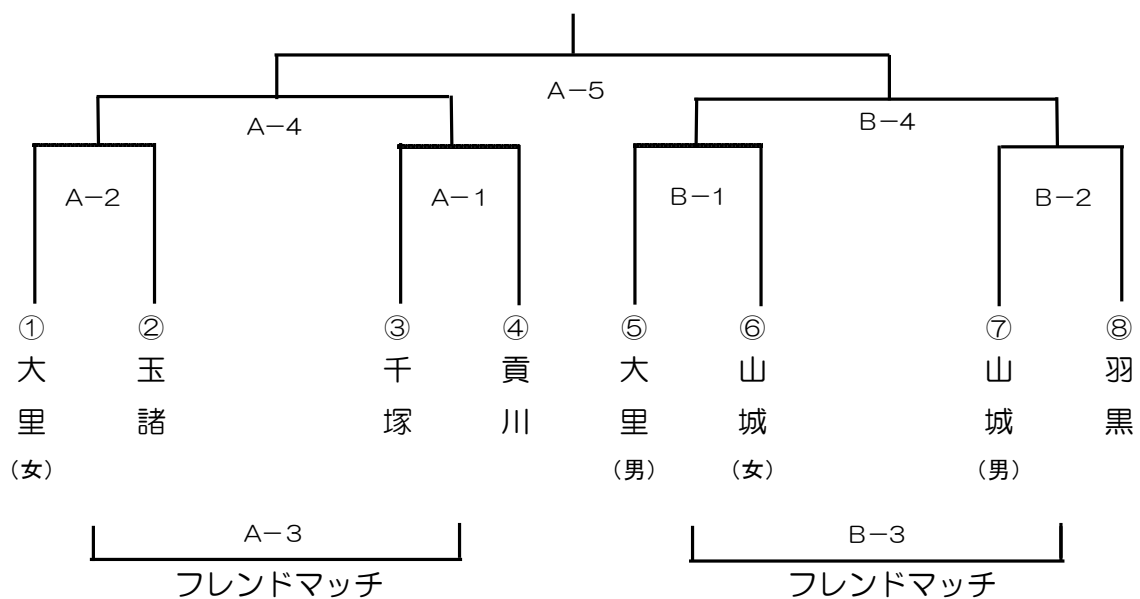 A-5
A-4
B-4
A-2
A-1
B-1
B-2
① ② ③ ④ ⑤ ⑥ ⑦ ⑧
大里(女)
玉諸
千塚
貢川
大里(男)
山城(女)
山城(男)
羽黒
A-3
B-3
フレンドマッチ
フレンドマッチ